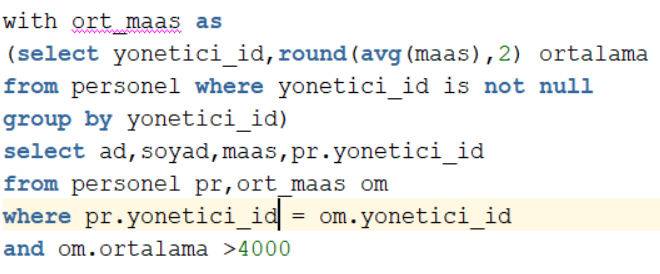 with ort_maas as
(select yonetici_id,round(avg(maas),2) ortalama
from personel where yonetici_id is not null
group by yonetici_id)
select ad,soyad,maas,pr.yonetici_id
from personel pr,ort_maas om
where pr.yonetici_id = om.yonetici_id
and om.ortalama >4000